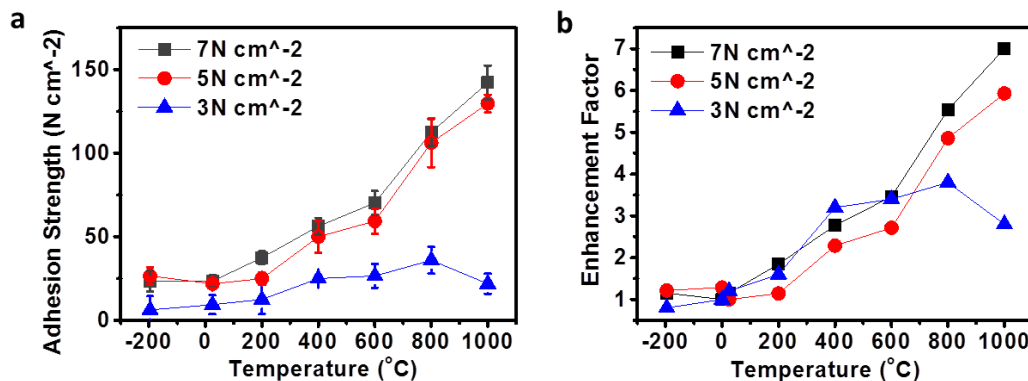 a
Adhesion Strength (N cm^-2)
150
100
50
0
7N cm^-2
5N cm^-2
3N cm^-2
-200 0 200 400 600 800 1000
Temperature (°C)
b
Enhancement Factor
7
6
5
4
3
2
1
7N cm^-2
5N cm^-2
3N cm^-2
-200 0 200 400 600 800 1000
Temperature (°C)